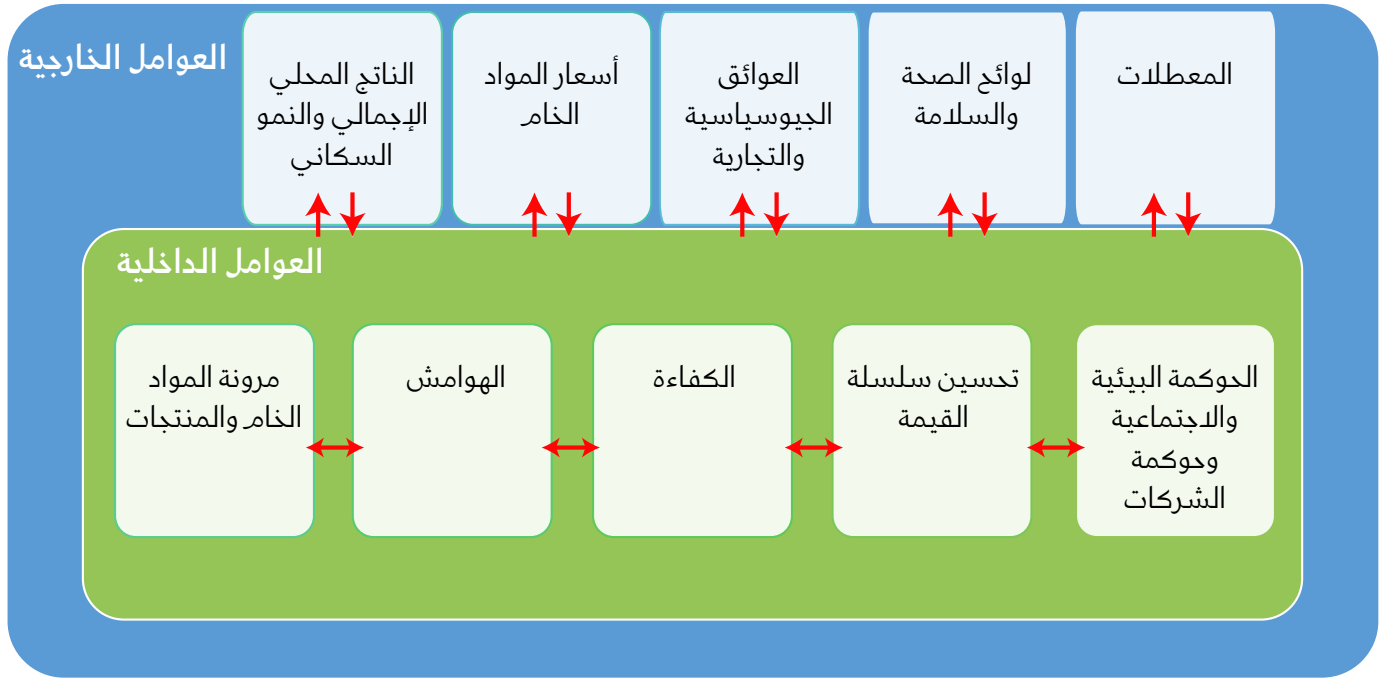 العوامل الخارجية
المعطلات
لوائح الصحة
والسلامة
العوائق
الجيوسياسية
والتجارية
أسعار المواد
الخام
الناتج المحلي
الإجمالي والنمو
السكاني
العوامل الداخلية
الحوكمة البيئية
والاجتماعية
وحوكمة
الشركات
تحسين سلسلة
القيمة
الكفاءة
الهوامش
مرونة المواد
الخام والمنتجات